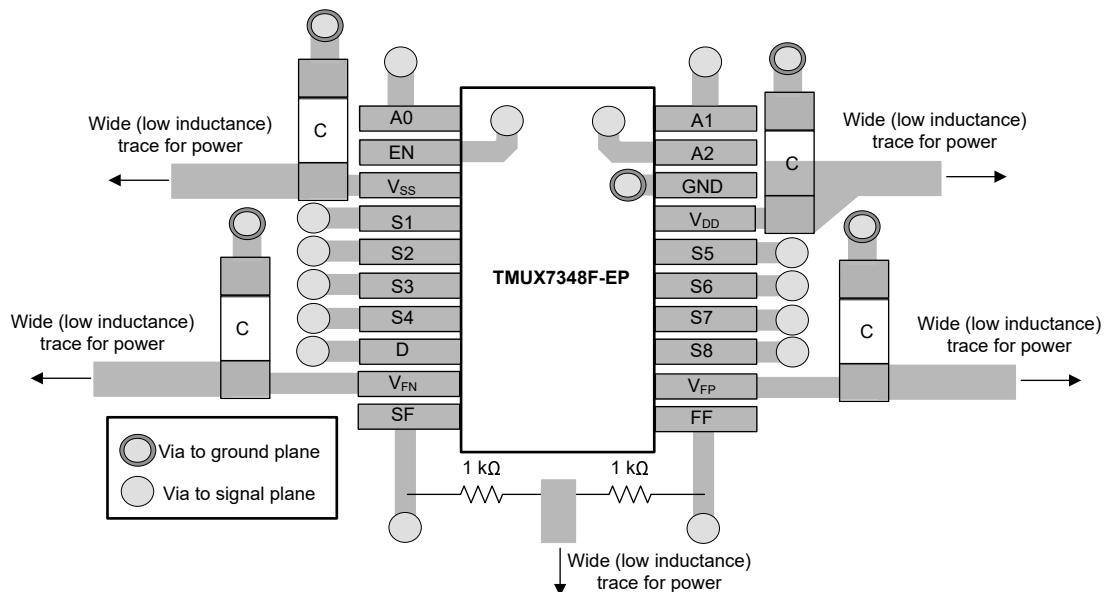 A0
A1
C
Wide (low inductance)
trace for power
EN
A2
C
Wide (low inductance)
trace for power
VSS
GND
S1
VDD
S2
S5
TMUX7348F-EP
S3
S6
Wide (low inductance)
trace for power
C
S4
S7
C
Wide (low inductance)
trace for power
D
S8
VFN
VFP
SF
FF
Via to ground plane
Via to signal plane
1 kΩ
1 kΩ
Wide (low inductance)
trace for power